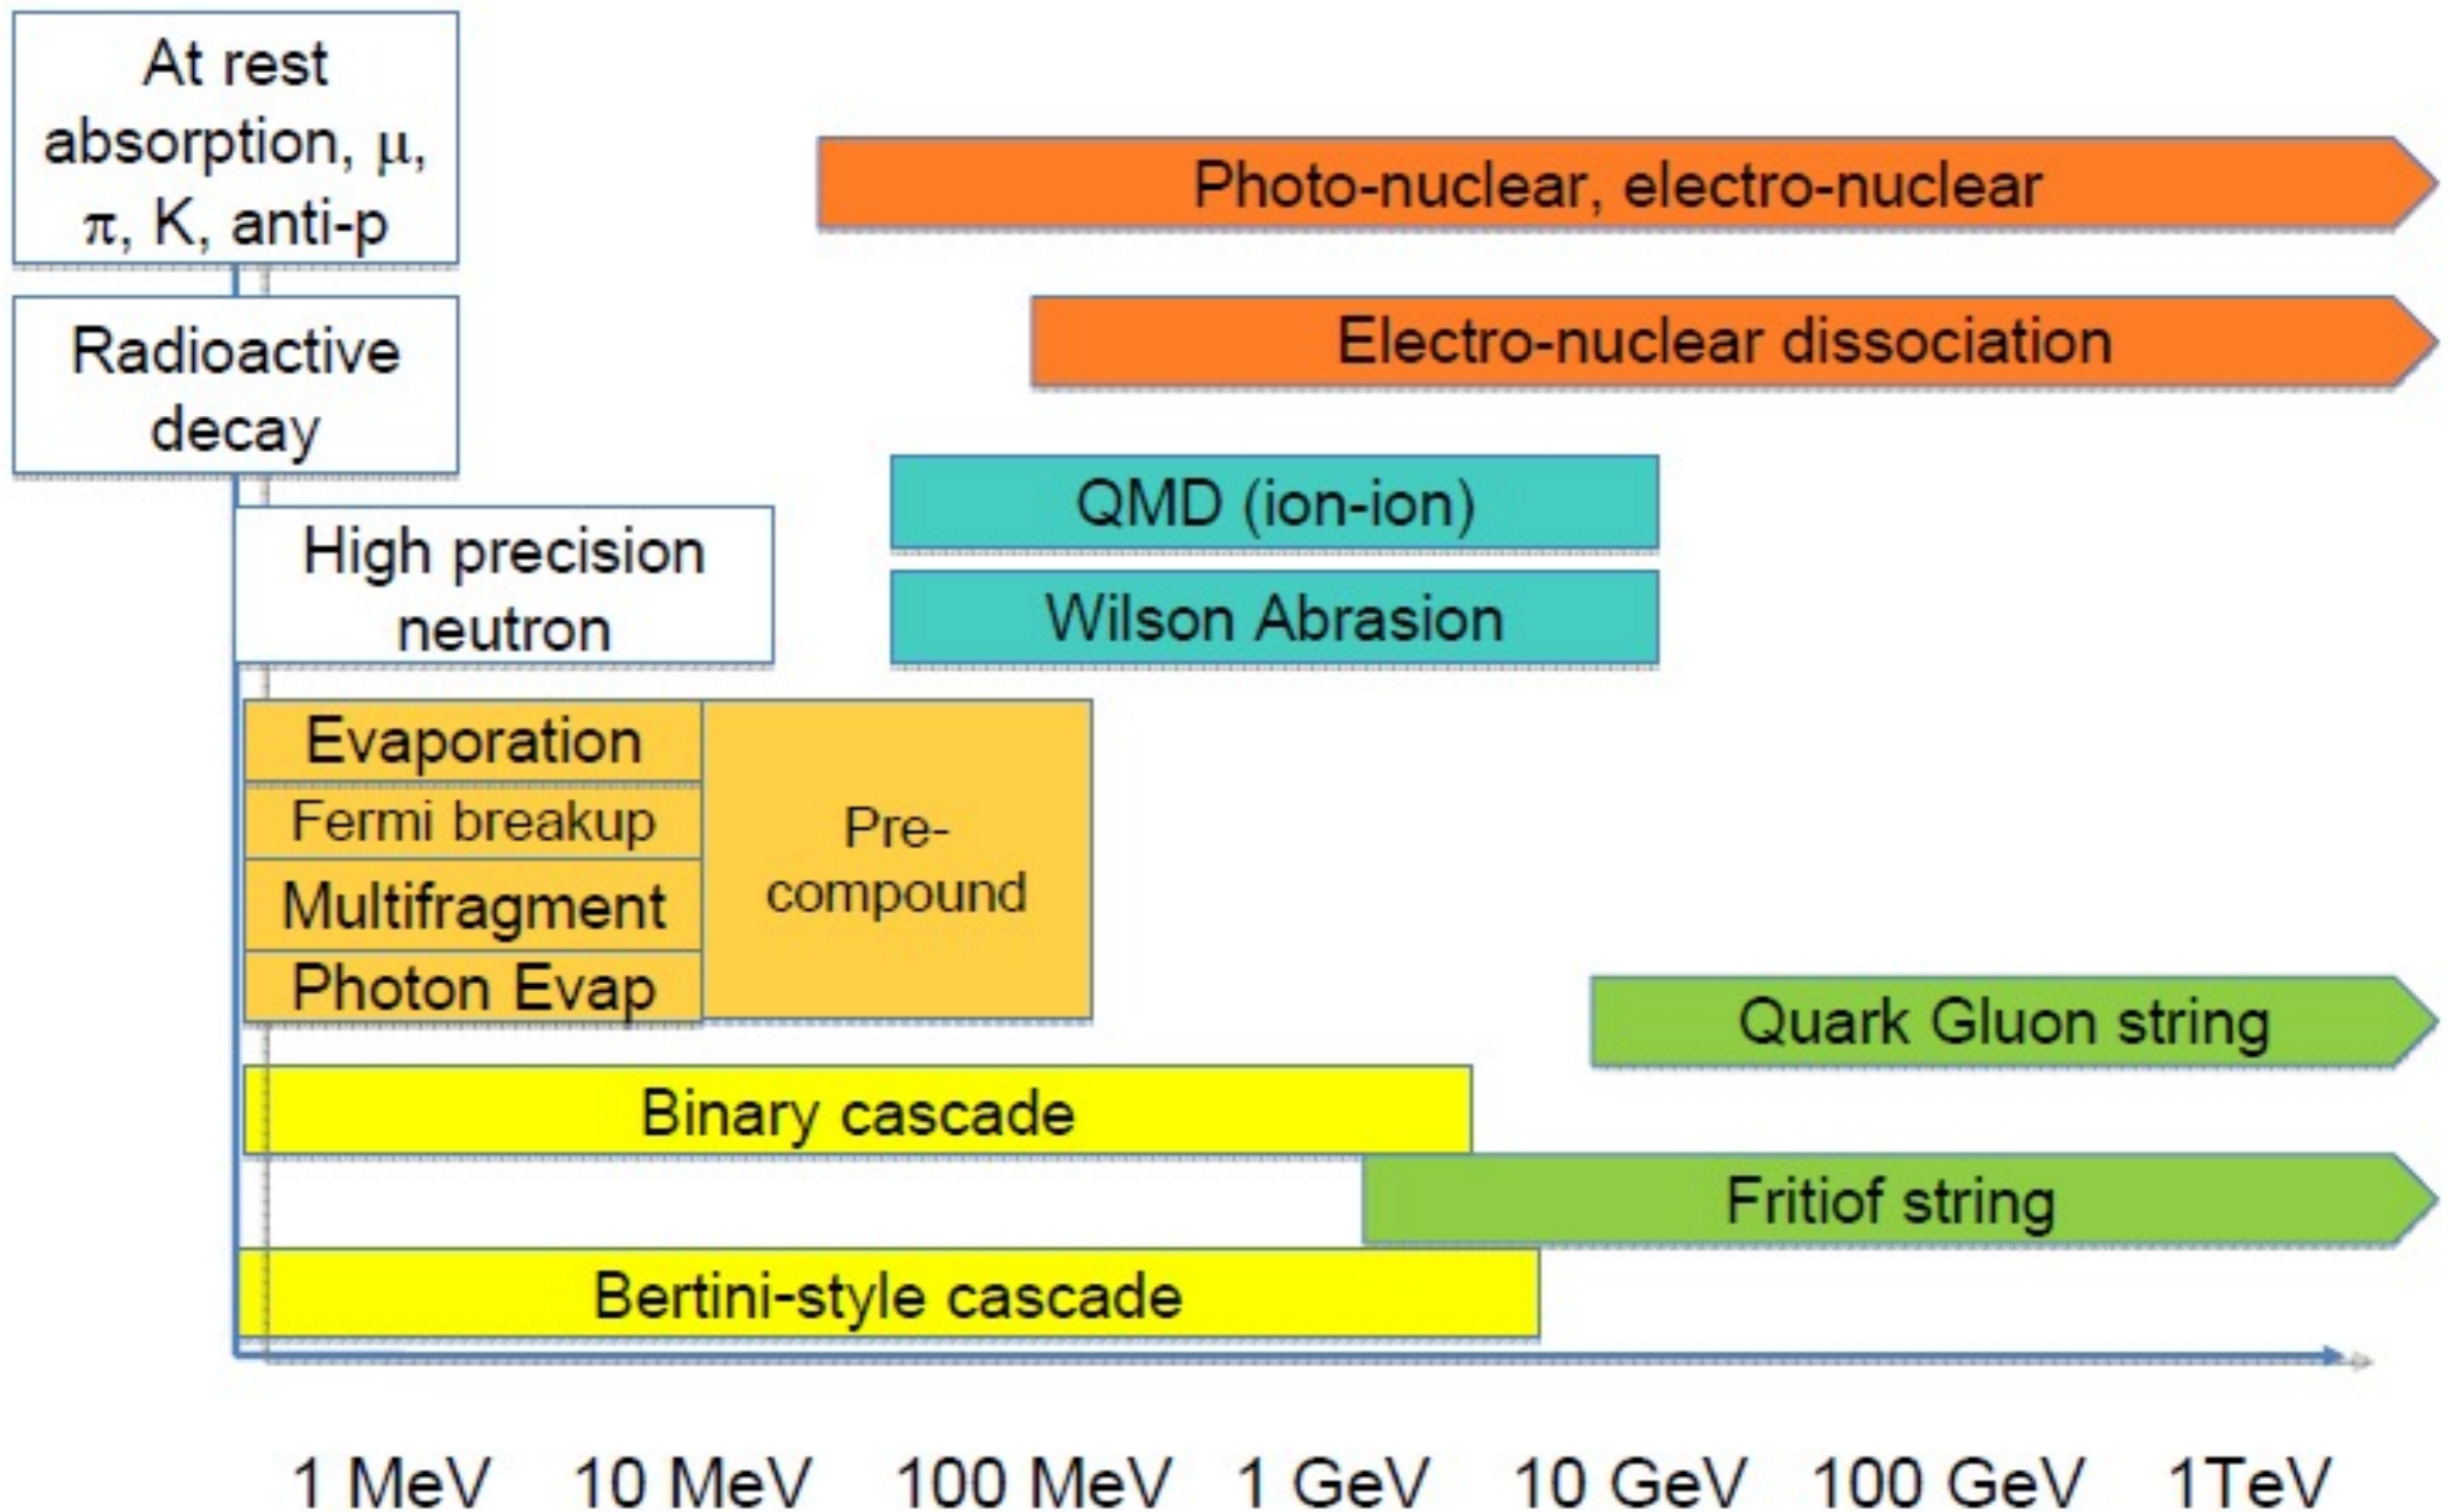 At rest
absorption, μ,
π, K, anti-p
Photo-nuclear, electro-nuclear
Radioactive
decay
Electro-nuclear dissociation
QMD (ion-ion)
High precision
neutron
Wilson Abrasion
Evaporation
Fermi breakup
Multifragment
Photon Evap
Pre-
compound
Quark Gluon string
Binary cascade
Fritiof string
Bertini-style cascade
1 MeV 10 MeV 100 MeV 1 GeV 10 GeV 100 GeV 1TeV